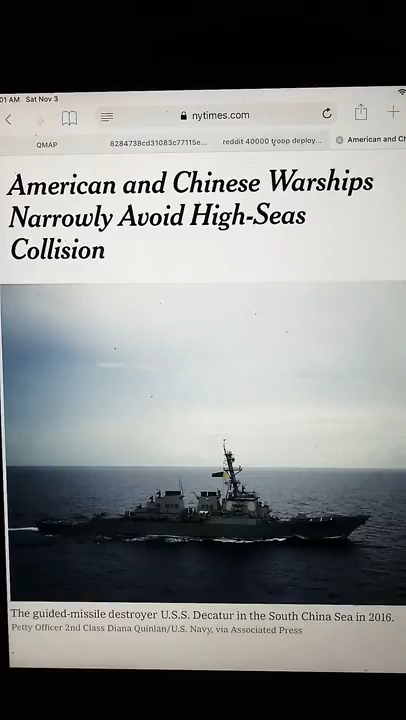 01 AM Sat Nov 3
nytimes.com
QMAP
8284738cd31083c77115e...
reddit 40000 troop deploy...
American and Ch
American and Chinese Warships
Narrowly Avoid High-Seas
Collision
The guided-missile destroyer U.S.S. Decatur in the South China Sea in 2016.
Petty Officer 2nd Class Diana Quinlan/U.S. Navy, via Associated Press